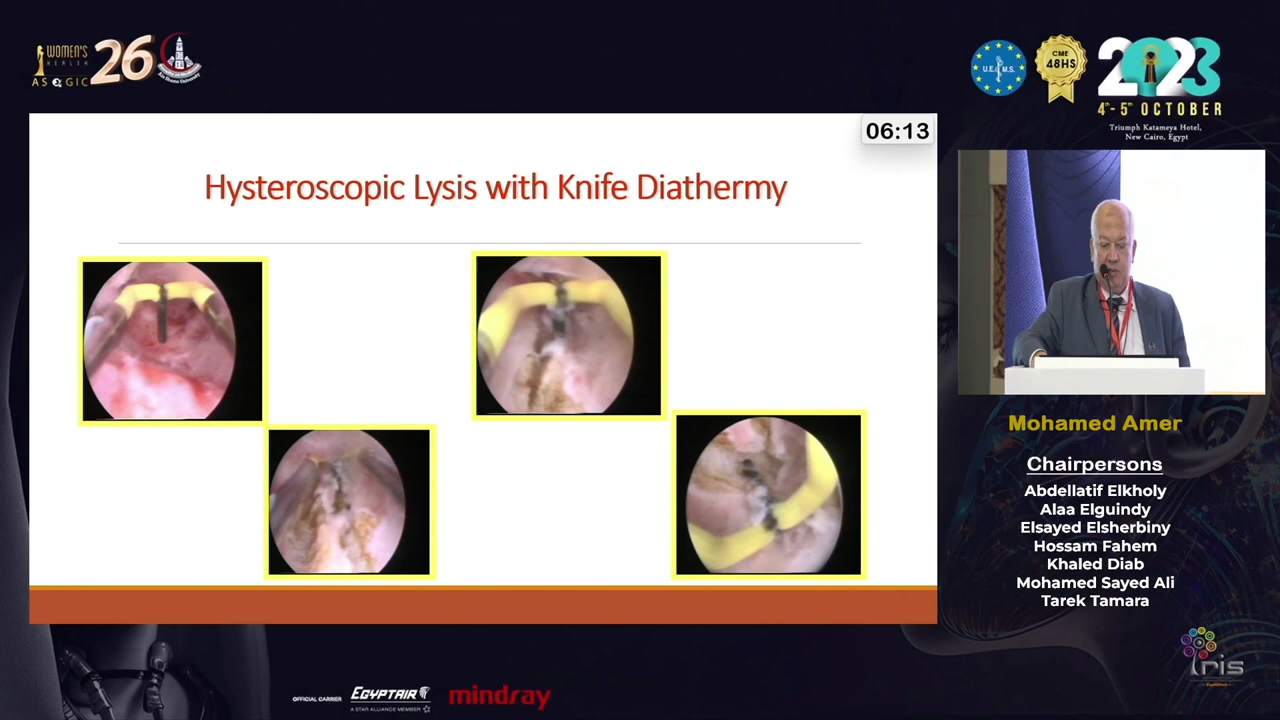 WOMEN'S
HEALTH
ASOGIC
26
U.E.M.S.
CME
48HS
2023
4th- 5th OCTOBER
Triumph Katameya Hotel,
New Cairo, Egypt
06:13
Hysteroscopic Lysis with Knife Diathermy
Mohamed Amer
Chairpersons
Abdellatif Elkholy
Alaa Elguindy
Elsayed Elsherbiny
Hossam Fahem
Khaled Diab
Mohamed Sayed Ali
Tarek Tamara
OFFICIAL CARRIER
EGYPTAIR
A STAR ALLIANCE MEMBER
mindray
iris